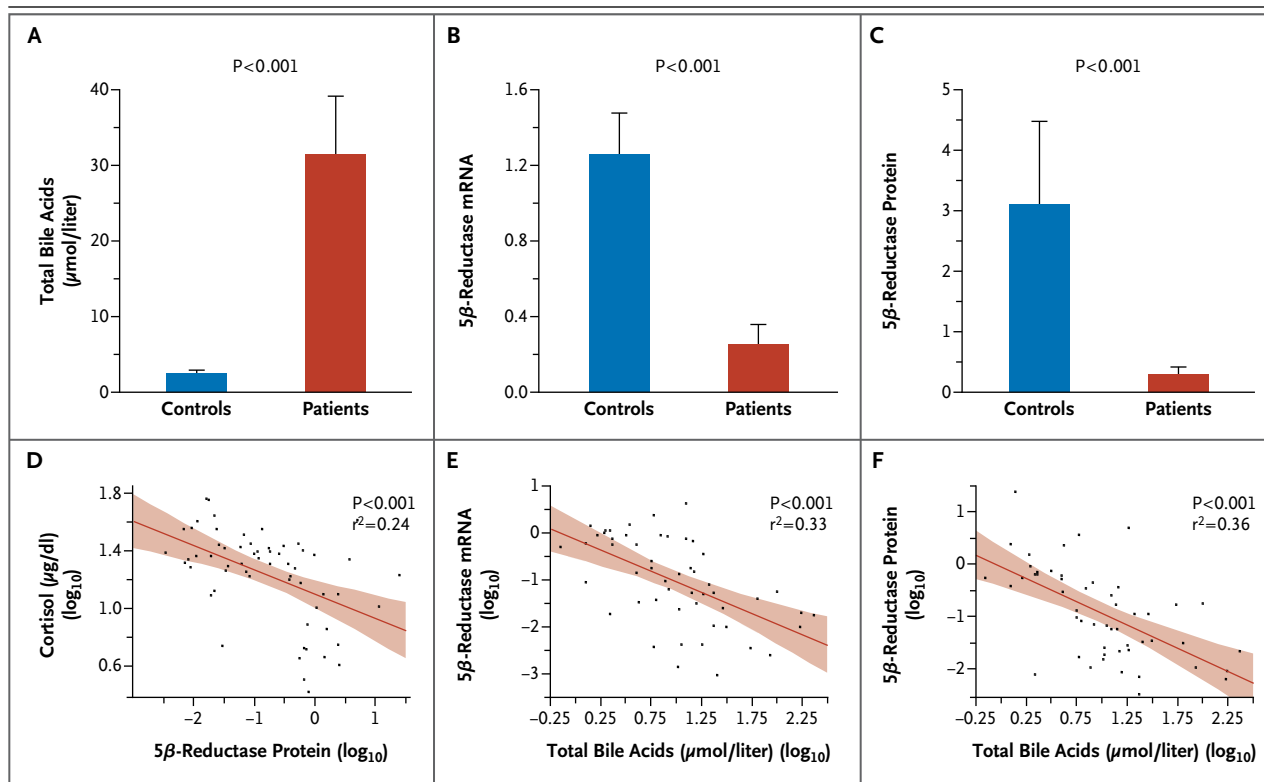 A
P<0.001
Total Bile Acids
(µmol/liter)
40
30
20
10
0
Controls
Patients
B
P<0.001
5β-Reductase mRNA
1.6
1.2
0.8
0.4
0.0
Controls
Patients
C
P<0.001
5β-Reductase Protein
5
4
3
2
1
0
Controls
Patients
D
P<0.001
r²=0.24
Cortisol (µg/dl)
(log₁₀)
1.8
1.4
1.0
0.6
−2
−1
0
1
5β-Reductase Protein (log₁₀)
E
P<0.001
r²=0.33
5β-Reductase mRNA
(log₁₀)
1
0
−1
−2
−3
−0.25
0.25
0.75
1.25
1.75
2.25
Total Bile Acids (µmol/liter) (log₁₀)
F
P<0.001
r²=0.36
5β-Reductase Protein
(log₁₀)
1
0
−1
−2
−0.25
0.25
0.75
1.25
1.75
2.25
Total Bile Acids (µmol/liter) (log₁₀)